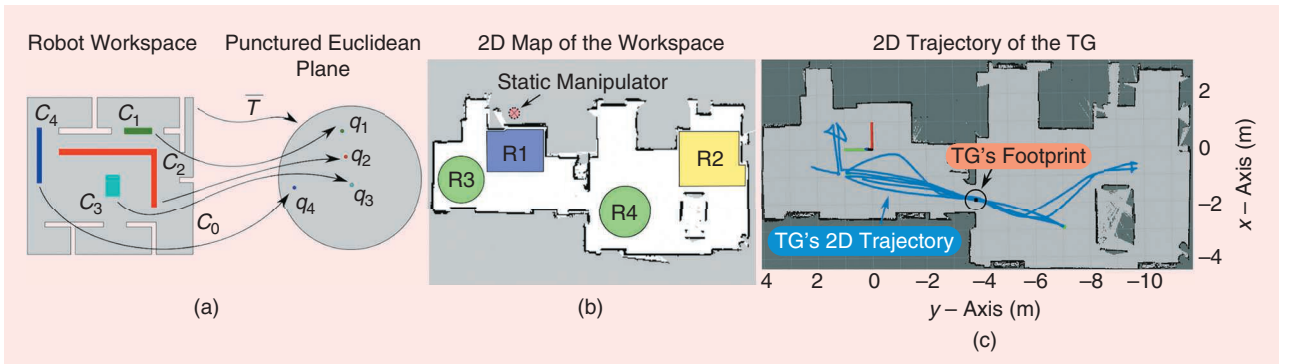 Robot Workspace
Punctured Euclidean
Plane
C4
C1
T̅
q1
C2
q2
C3
q3
q4
C0
(a)
2D Map of the Workspace
Static Manipulator
R1
R2
R3
R4
(b)
2D Trajectory of the TG
TG's Footprint
TG's 2D Trajectory
2
0
−2
−4
x – Axis (m)
4 2 0 −2 −4 −6 −8 −10
y – Axis (m)
(c)